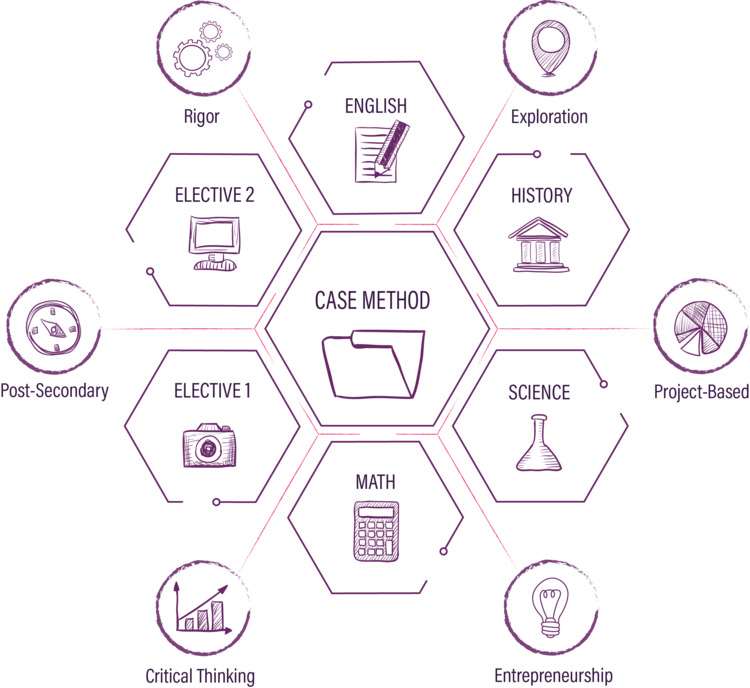 Rigor
Exploration
ENGLISH
ELECTIVE 2
HISTORY
CASE METHOD
Post-Secondary
Project-Based
ELECTIVE 1
SCIENCE
MATH
Critical Thinking
Entrepreneurship